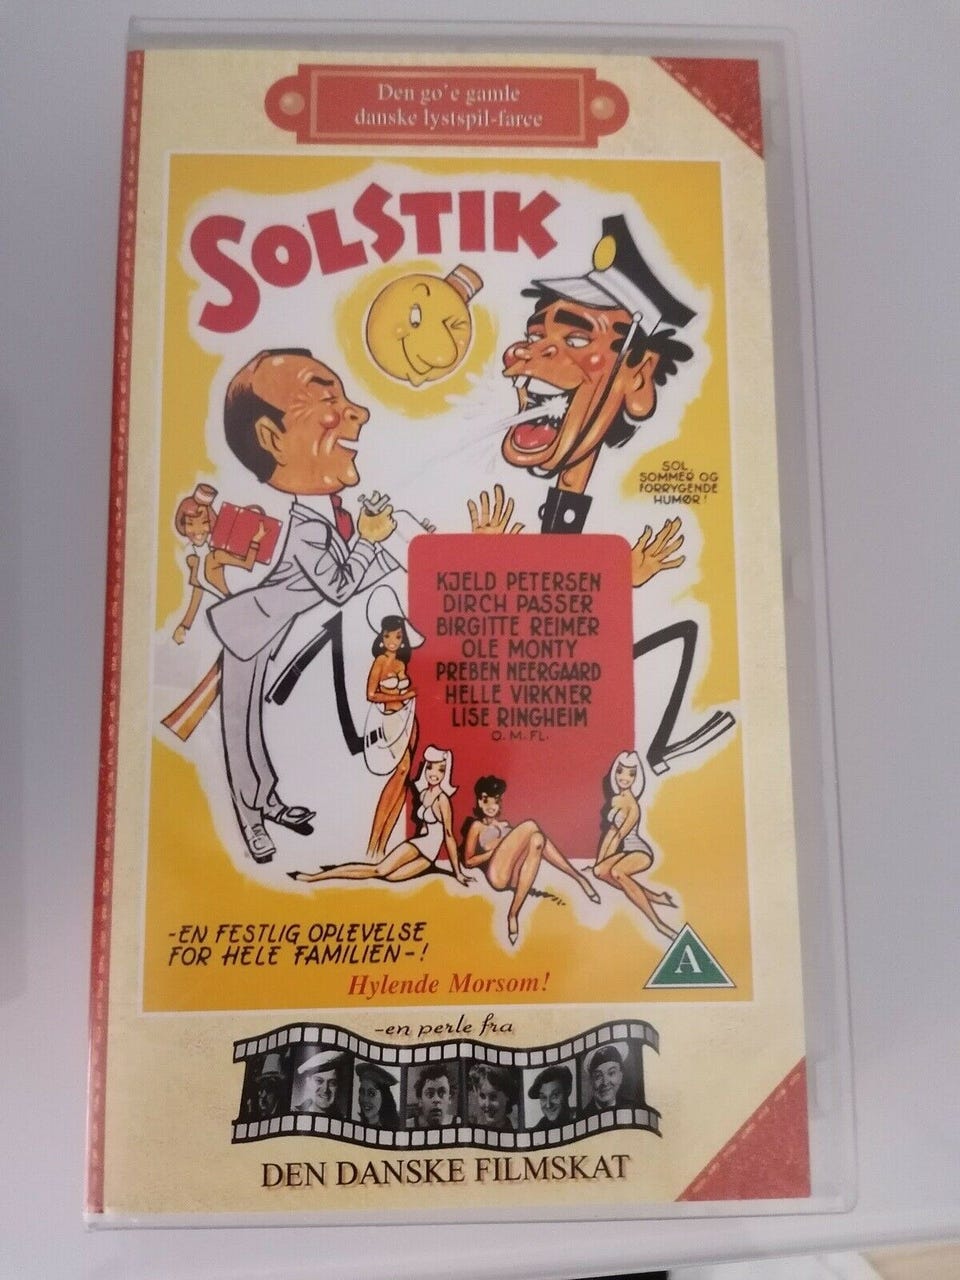 Den go'e gamle
danske lystspil-farce
SOLSTIK
SOL,
SOMMER OG
FORRYGENDE
HUMØR!
KJELD PETERSEN
DIRCH PASSER
BIRGITTE REIMER
OLE MONTY
PREBEN NEERGAARD
HELLE VIRKNER
LISE RINGHEIM
O.M.FL.
-EN FESTLIG OPLEVELSE
FOR HELE FAMILIEN-!
Hylende Morsom!
A
-en perle fra
DEN DANSKE FILMSKAT